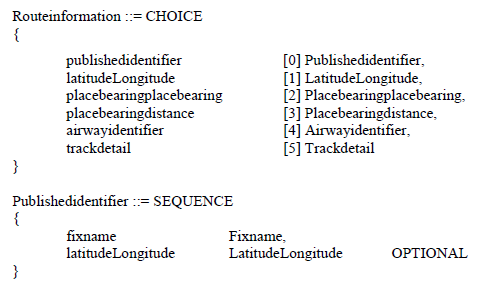 Routeinformation ::= CHOICE
{
publishedidentifier [0] Publishedidentifier,
latitudeLongitude [1] LatitudeLongitude,
placebearingplacebearing [2] Placebearingplacebearing,
placebearingdistance [3] Placebearingdistance,
airwayidentifier [4] Airwayidentifier,
trackdetail [5] Trackdetail
}
Publishedidentifier ::= SEQUENCE
{
fixname Fixname,
latitudeLongitude LatitudeLongitude OPTIONAL
}